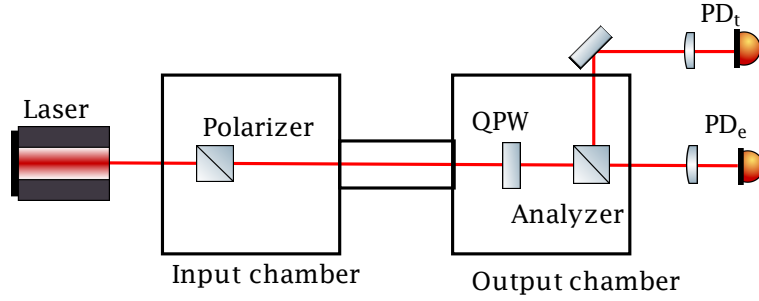 PDt
Laser
Polarizer
QPW
PDe
Analyzer
Input chamber
Output chamber